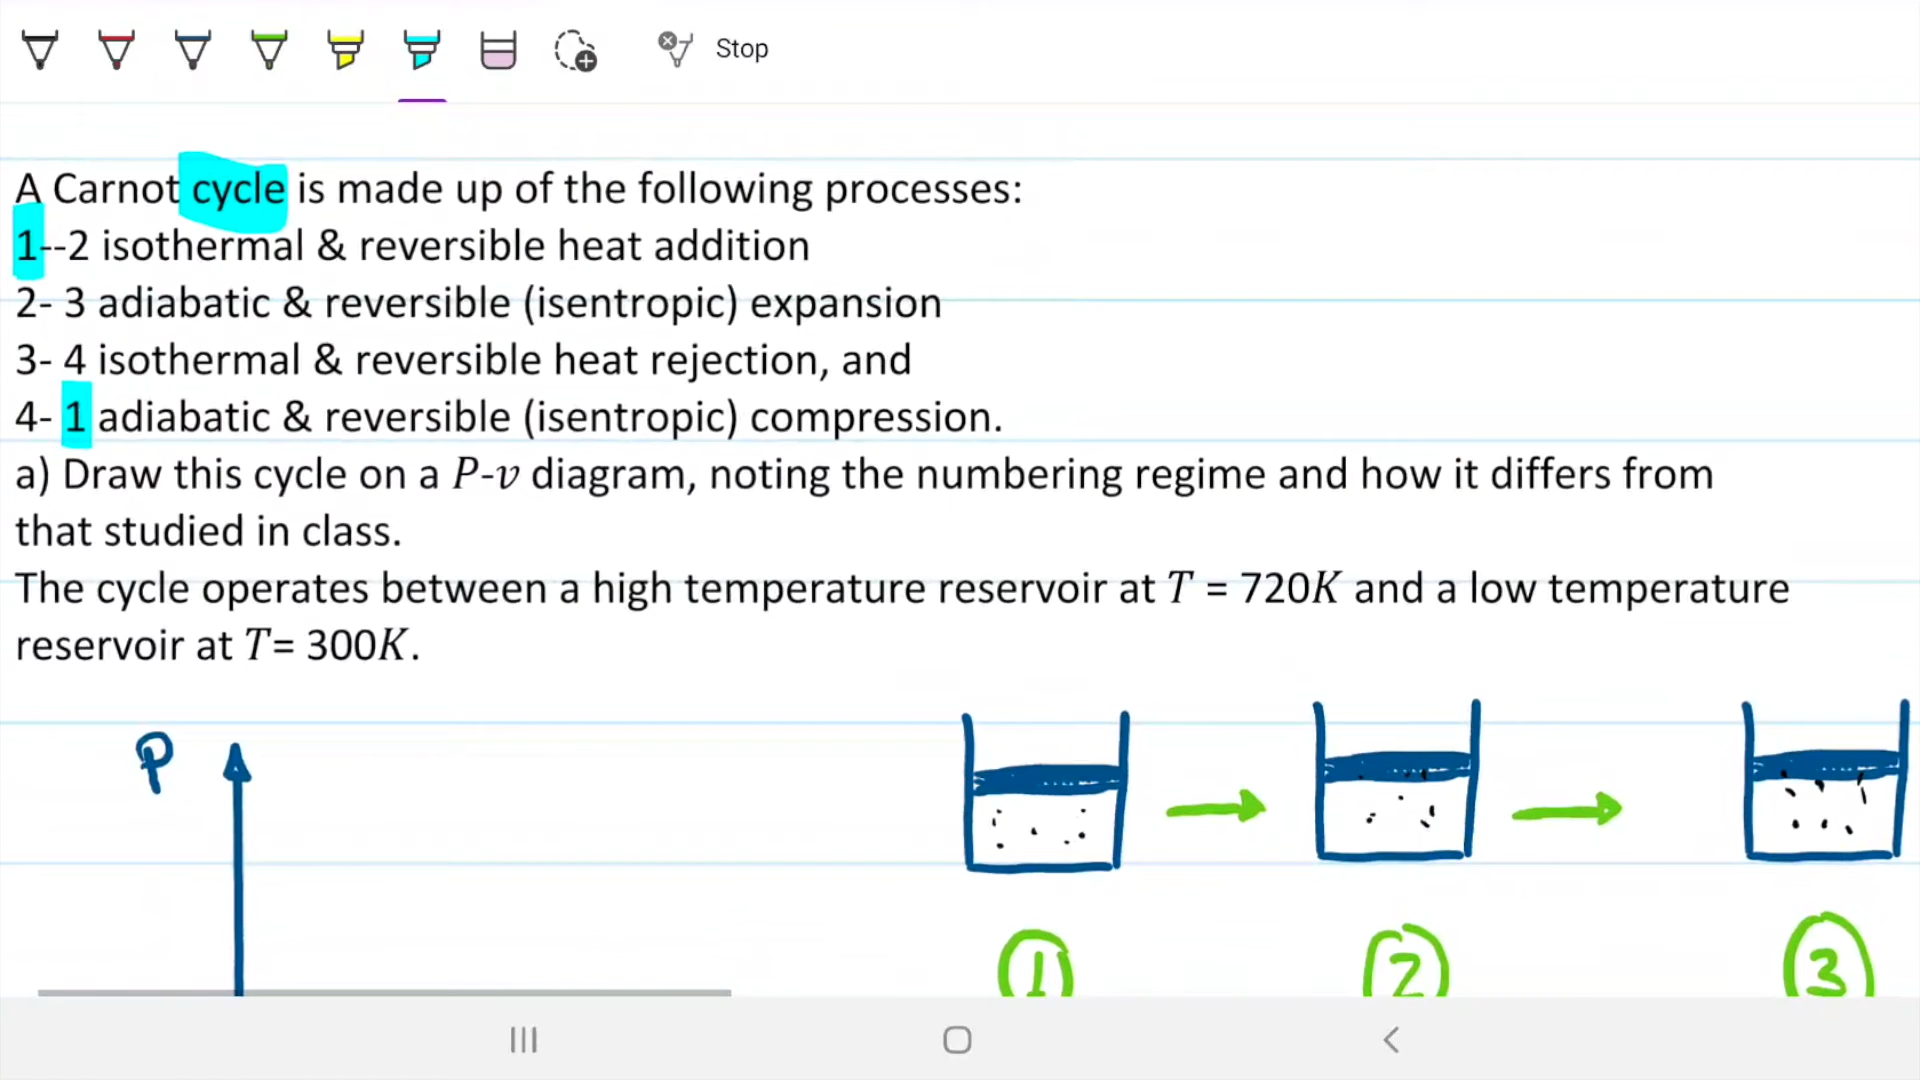 Stop
A Carnot cycle is made up of the following processes:
1--2 isothermal & reversible heat addition
2- 3 adiabatic & reversible (isentropic) expansion
3- 4 isothermal & reversible heat rejection, and
4- 1 adiabatic & reversible (isentropic) compression.
a) Draw this cycle on a P-v diagram, noting the numbering regime and how it differs from
that studied in class.
The cycle operates between a high temperature reservoir at T = 720K and a low temperature
reservoir at T= 300K.
P
1 2 3